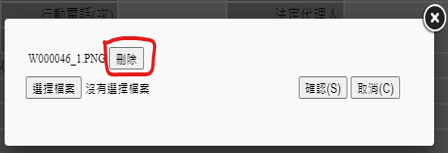 行動電話(次) 法定代理人
W000046_1.PNG 刪除
選擇檔案 沒有選擇檔案 確認(S) 取消(C)